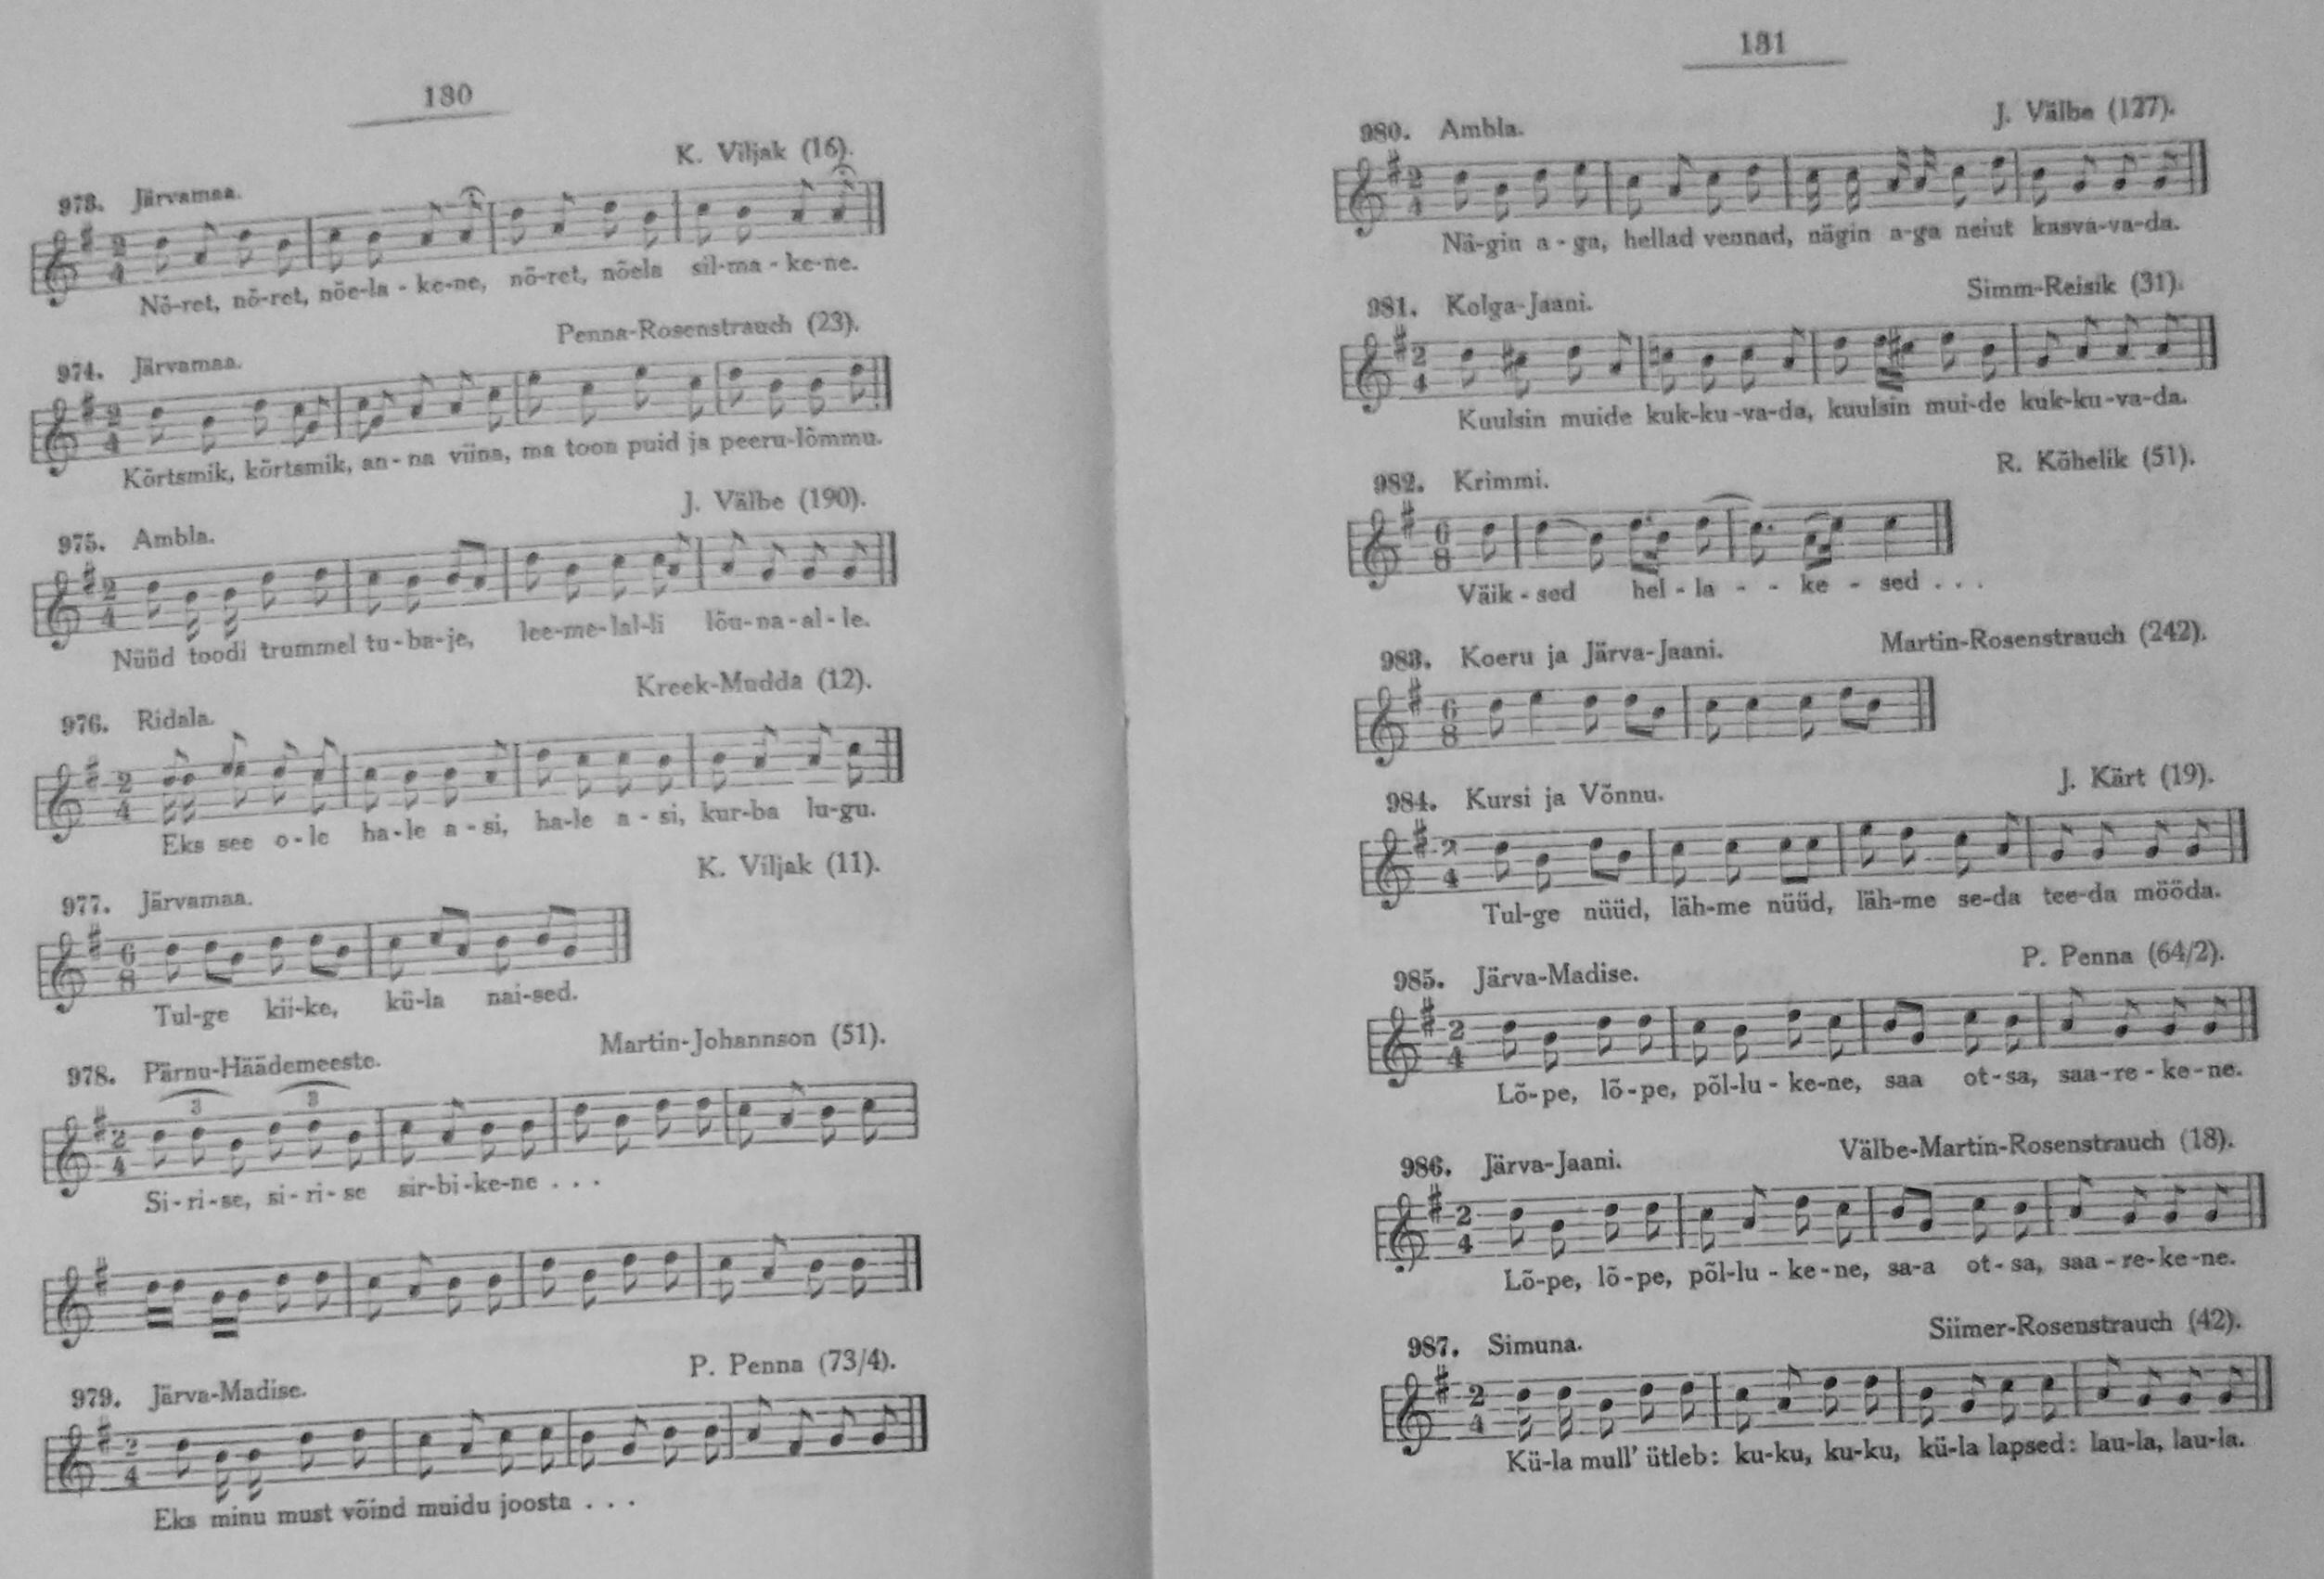 180
K. Viljak (16).
973. Järvamaa.
Nõ-ret, nõ-ret, nõe-la - ke-ne, nõ-ret, nõela sil-ma - ke-ne.
Penna-Rosenstrauch (23).
974. Järvamaa.
Kõrtsmik, kõrtsmik, an - na viina, ma toon puid ja peeru-lõmmu.
J. Välbe (190).
975. Ambla.
Nüüd toodi trummel tu-ba-je, lee-me-lal-li lõu-na-al-le.
Kreek-Mudda (12).
976. Ridala.
Eks see o-le ha-le a-si, ha-le a-si, kur-ba lu-gu.
K. Viljak (11).
977. Järvamaa.
Tul-ge kii-ke, kü-la nai-sed.
Martin-Johannson (51).
978. Pärnu-Häädemeeste.
3 3
Si-ri-se, si-ri-se sir-bi-ke-ne . . .
P. Penna (73/4).
979. Järva-Madise.
Eks minu must võind muidu joosta . . .
181
J. Välbe (127).
980. Ambla.
Nä-gin a-ga, hellad vennad, nägin a-ga neiut kasva-va-da.
Simm-Reisik (31).
981. Kolga-Jaani.
Kuulsin muide kuk-ku-va-da, kuulsin mui-de kuk-ku-va-da.
R. Kõhelik (51).
982. Krimmi.
Väik-sed hel-la - - ke - sed . . .
983. Koeru ja Järva-Jaani. Martin-Rosenstrauch (242).
J. Kärt (19).
984. Kursi ja Võnnu.
Tul-ge nüüd, läh-me nüüd, läh-me se-da tee-da mööda.
P. Penna (64/2).
985. Järva-Madise.
Lõ-pe, lõ-pe, põl-lu - ke-ne, saa ot-sa, saa-re-ke-ne.
986. Järva-Jaani. Välbe-Martin-Rosenstrauch (18).
Lõ-pe, lõ-pe, põl-lu - ke-ne, sa-a ot-sa, saa-re-ke-ne.
Siimer-Rosenstrauch (42).
987. Simuna.
Kü-la mull' ütleb: ku-ku, ku-ku, kü-la lapsed: lau-la, lau-la.